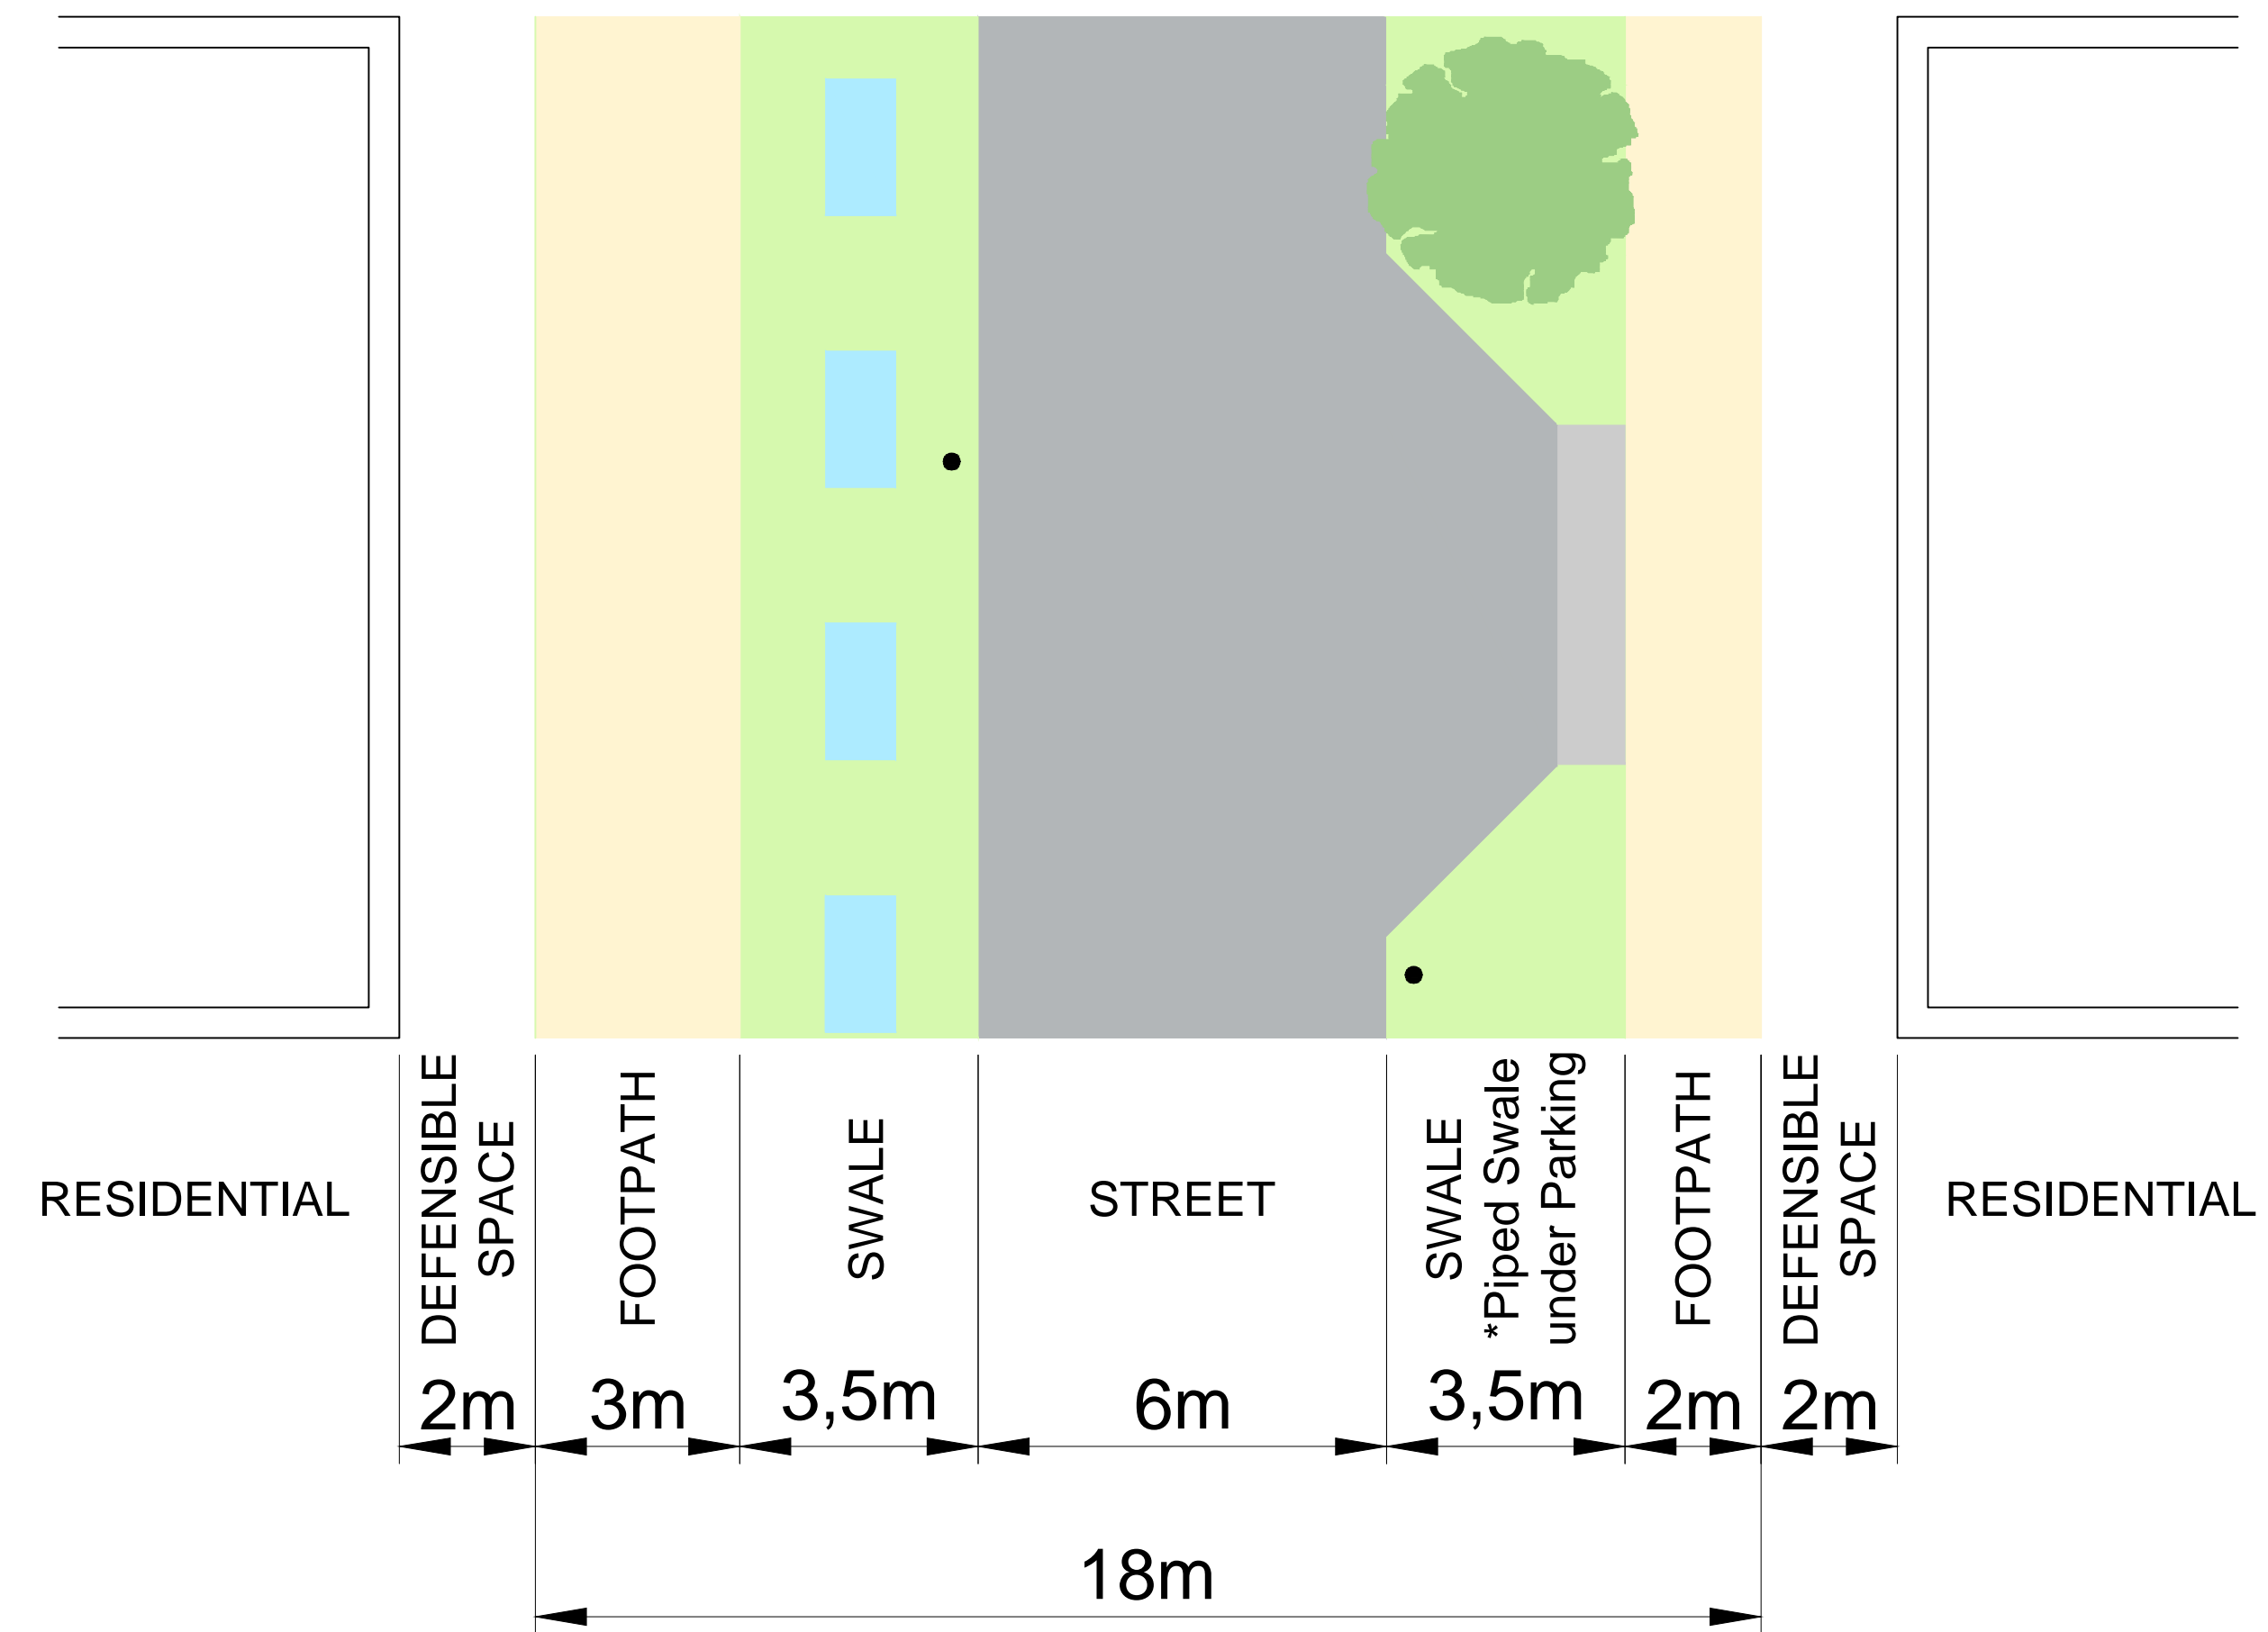 RESIDENTIAL
DEFENSIBLE
SPACE
FOOTPATH
SWALE
STREET
SWALE
*Piped Swale
under Parking
FOOTPATH
DEFENSIBLE
SPACE
RESIDENTIAL
2m
3m
3,5m
6m
3,5m
2m
2m
18m